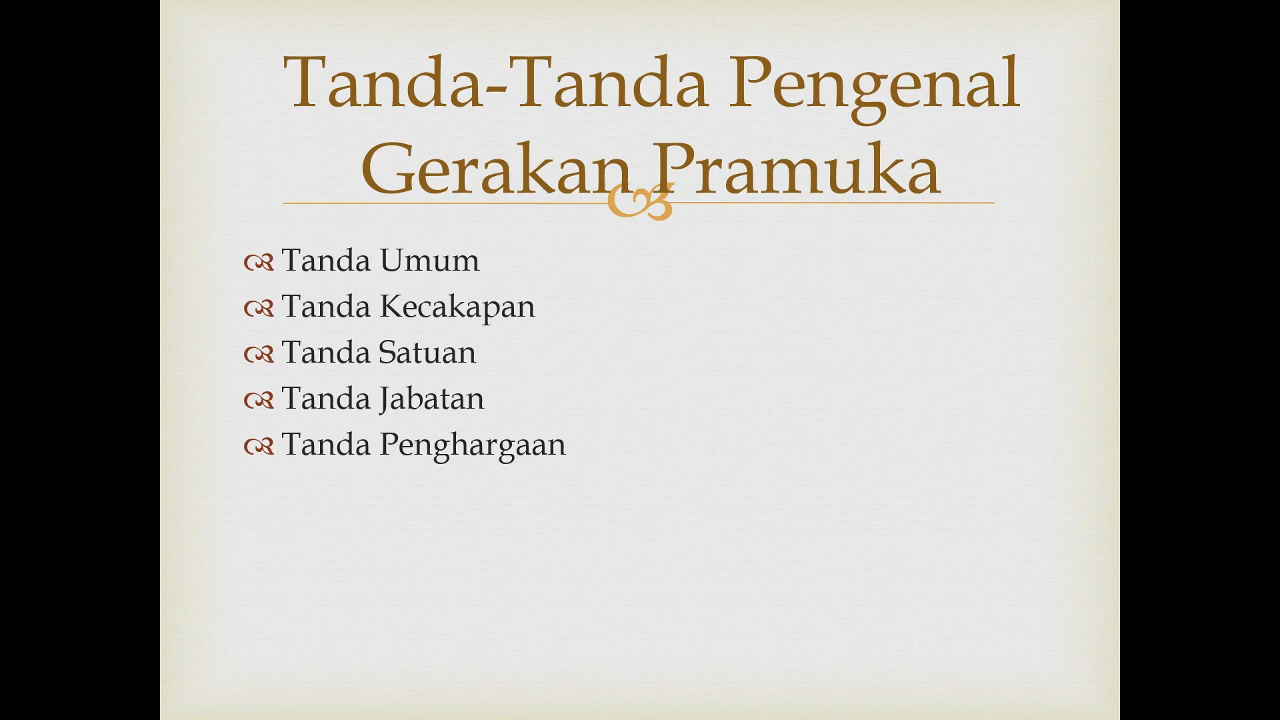 Tanda-Tanda Pengenal
Gerakan Pramuka
Tanda Umum
Tanda Kecakapan
Tanda Satuan
Tanda Jabatan
Tanda Penghargaan